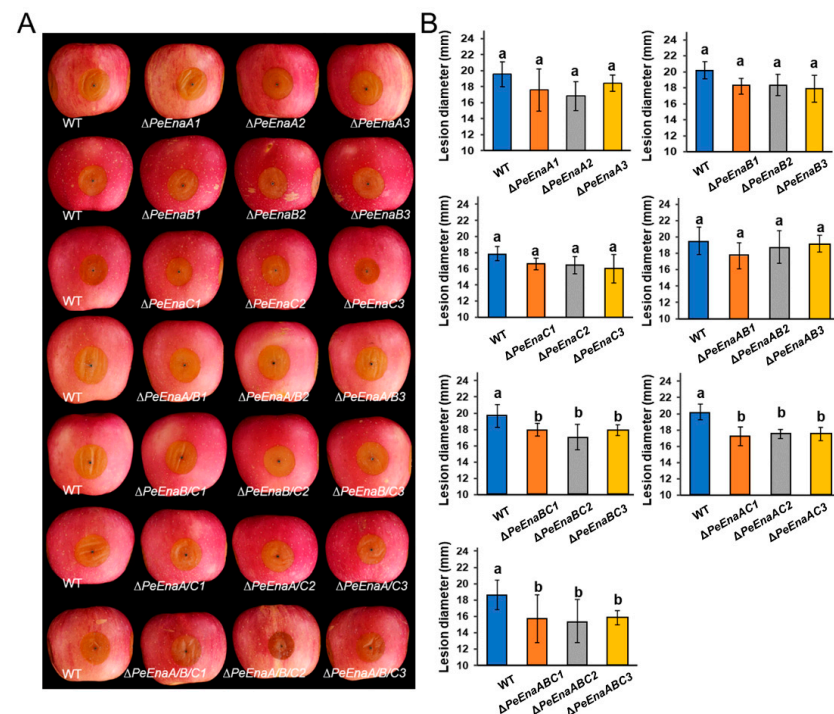 A
WT ΔPeEnaA1 ΔPeEnaA2 ΔPeEnaA3
WT ΔPeEnaB1 ΔPeEnaB2 ΔPeEnaB3
WT ΔPeEnaC1 ΔPeEnaC2 ΔPeEnaC3
WT ΔPeEnaA/B1 ΔPeEnaA/B2 ΔPeEnaA/B3
WT ΔPeEnaB/C1 ΔPeEnaB/C2 ΔPeEnaB/C3
WT ΔPeEnaA/C1 ΔPeEnaA/C2 ΔPeEnaA/C3
WT ΔPeEnaA/B/C1 ΔPeEnaA/B/C2 ΔPeEnaA/B/C3
B
Lesion diameter (mm)
24
22
20
18
16
14
12
10
a a a a
WT ΔPeEnaA1 ΔPeEnaA2 ΔPeEnaA3
Lesion diameter (mm)
24
22
20
18
16
14
12
10
a a a a
WT ΔPeEnaB1 ΔPeEnaB2 ΔPeEnaB3
Lesion diameter (mm)
24
22
20
18
16
14
12
10
a a a a
WT ΔPeEnaC1 ΔPeEnaC2 ΔPeEnaC3
Lesion diameter (mm)
24
22
20
18
16
14
12
10
a a a a
WT ΔPeEnaAB1 ΔPeEnaAB2 ΔPeEnaAB3
Lesion diameter (mm)
24
22
20
18
16
14
12
10
a b b b
WT ΔPeEnaBC1 ΔPeEnaBC2 ΔPeEnaBC3
Lesion diameter (mm)
24
22
20
18
16
14
12
10
a b b b
WT ΔPeEnaAC1 ΔPeEnaAC2 ΔPeEnaAC3
Lesion diameter (mm)
24
22
20
18
16
14
12
10
a b b b
WT ΔPeEnaABC1 ΔPeEnaABC2 ΔPeEnaABC3